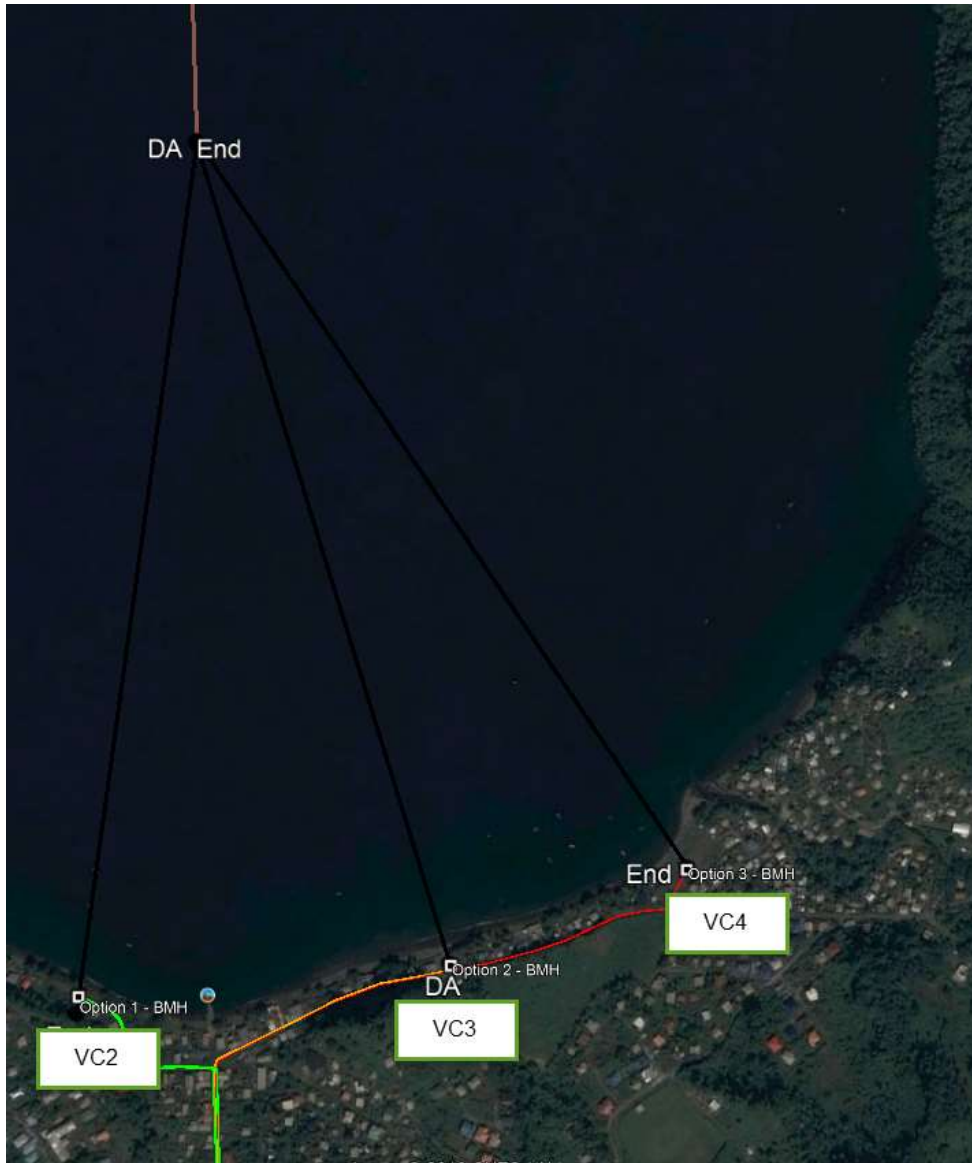 DA End
End
Option 3 - BMH
VC4
Option 2 - BMH
DA
VC3
Option 1 - BMH
VC2